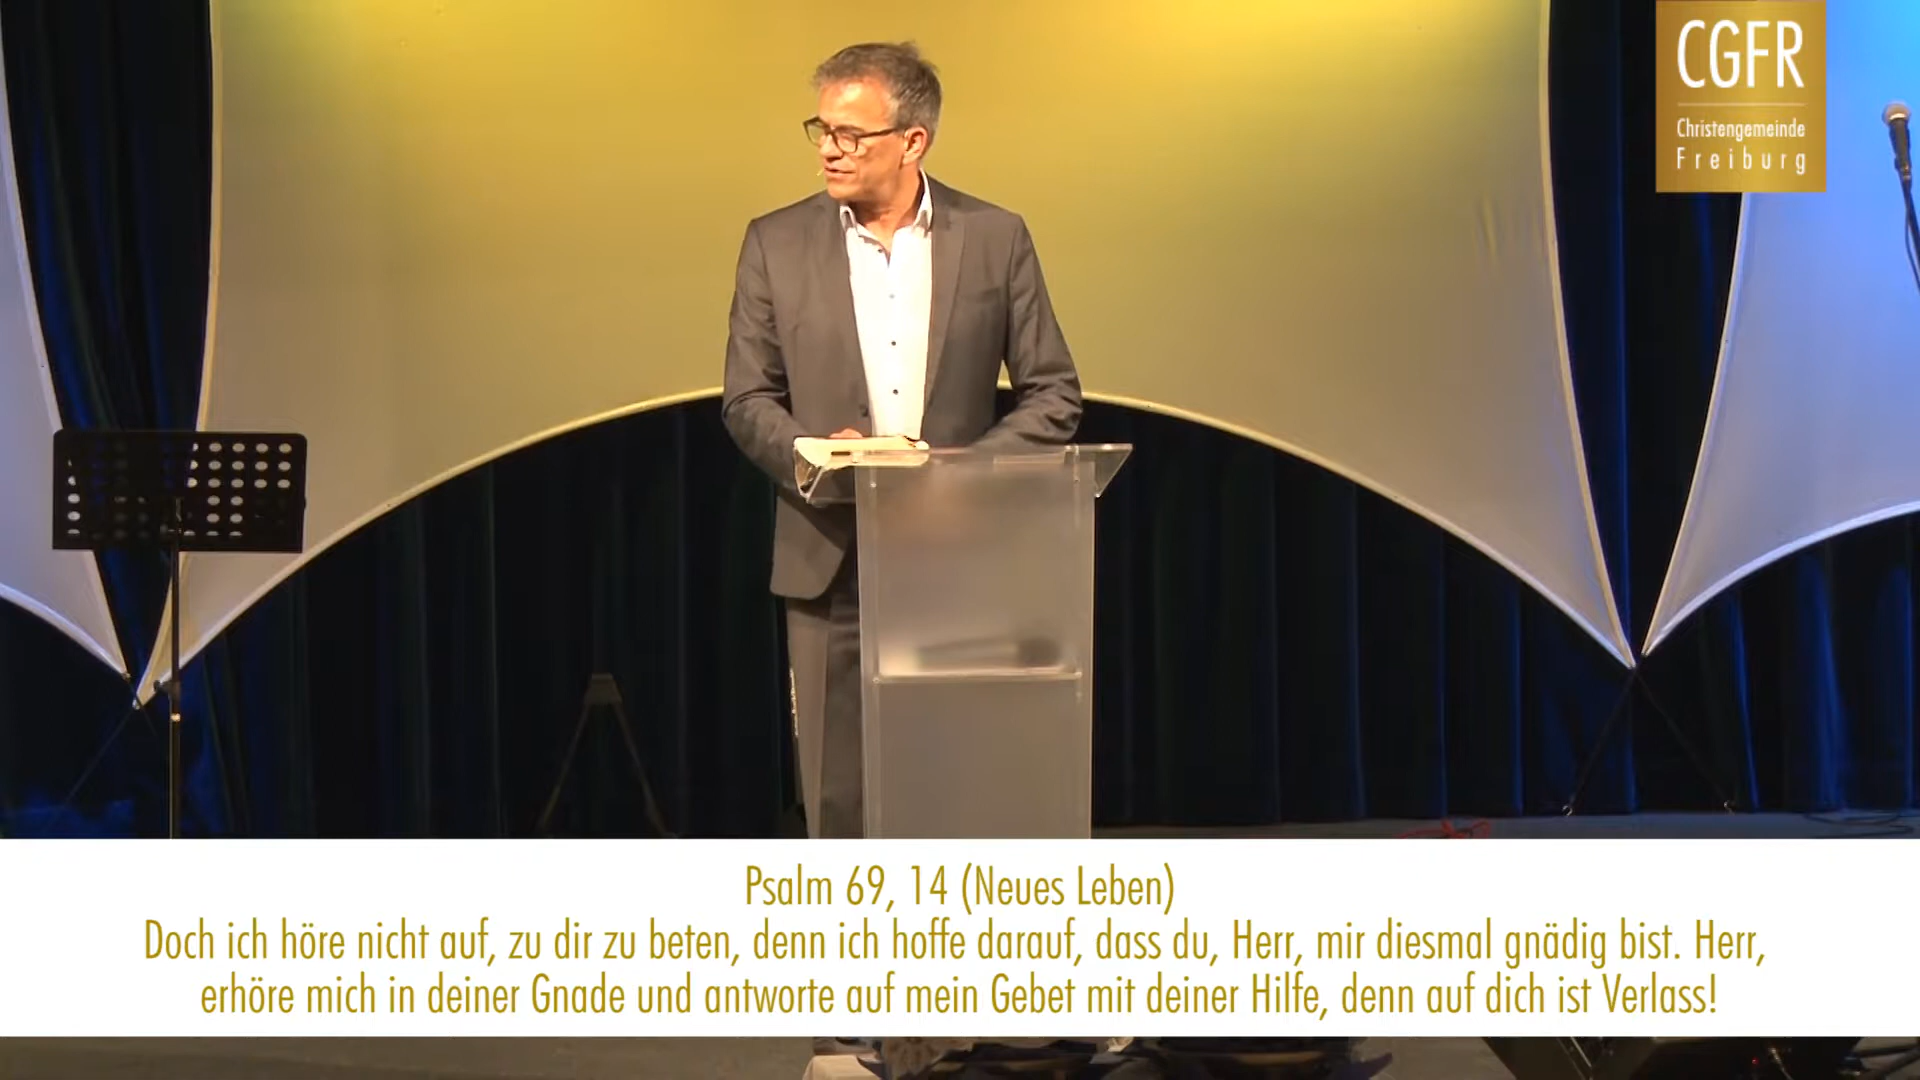 CGFR
Christengemeinde
Freiburg
Psalm 69, 14 (Neues Leben)
Doch ich höre nicht auf, zu dir zu beten, denn ich hoffe darauf, dass du, Herr, mir diesmal gnädig bist. Herr,
erhöre mich in deiner Gnade und antworte auf mein Gebet mit deiner Hilfe, denn auf dich ist Verlass!